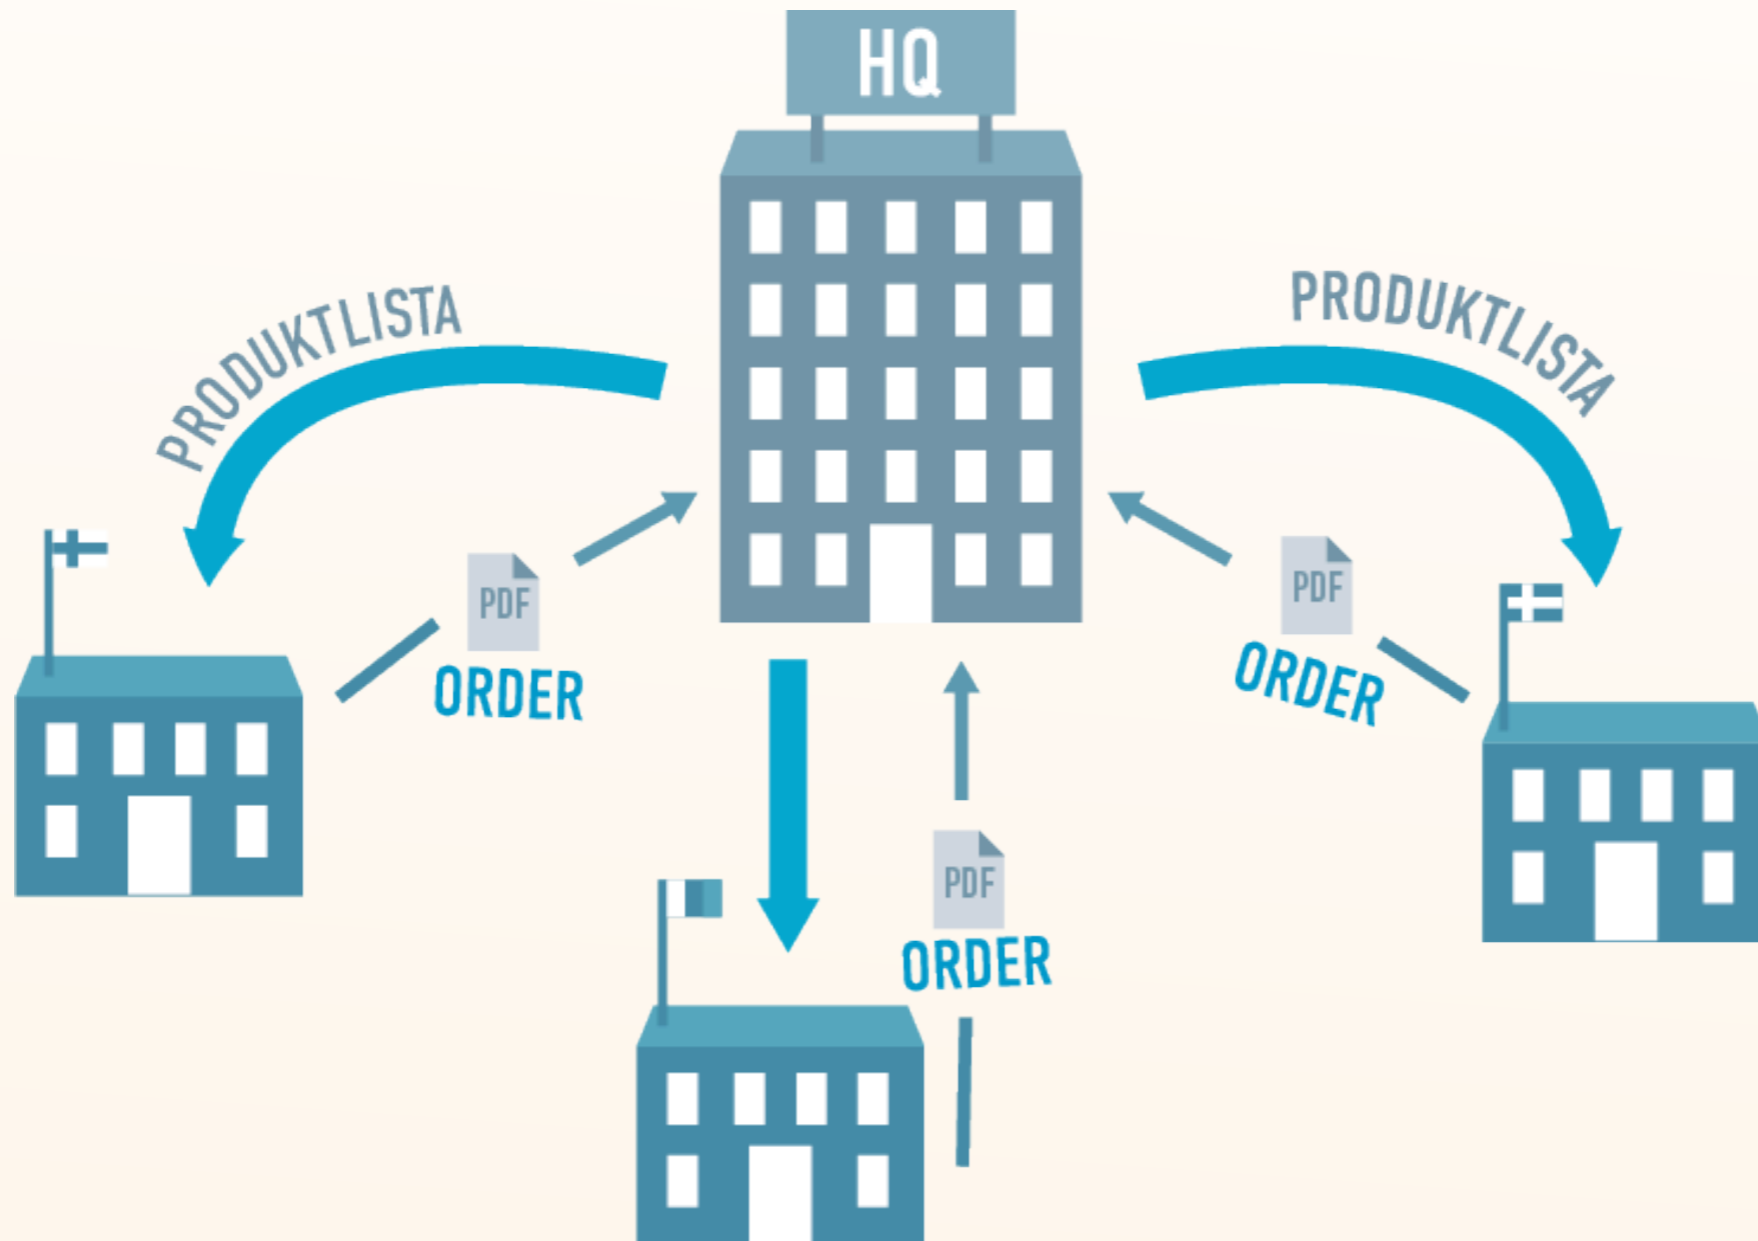 HQ
PRODUKTLISTA
PRODUKTLISTA
PDF
ORDER
PDF
ORDER
PDF
ORDER